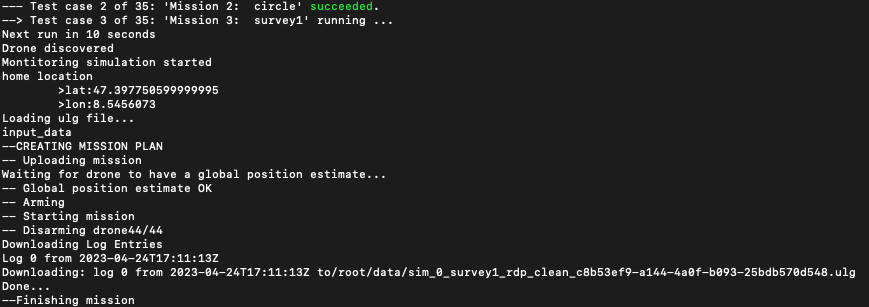 --- Test case 2 of 35: 'Mission 2:  circle' succeeded.
--> Test case 3 of 35: 'Mission 3:  survey1' running ...
Next run in 10 seconds
Drone discovered
Montitoring simulation started
home location
        >lat:47.397750599999995
        >lon:8.5456073
Loading ulg file...
input_data
--CREATING MISSION PLAN
-- Uploading mission
Waiting for drone to have a global position estimate...
-- Global position estimate OK
-- Arming
-- Starting mission
-- Disarming drone44/44
Downloading Log Entries
Log 0 from 2023-04-24T17:11:13Z
Downloading: log 0 from 2023-04-24T17:11:13Z to/root/data/sim_0_survey1_rdp_clean_c8b53ef9-a144-4a0f-b093-25bdb570d548.ulg
Done...
--Finishing mission